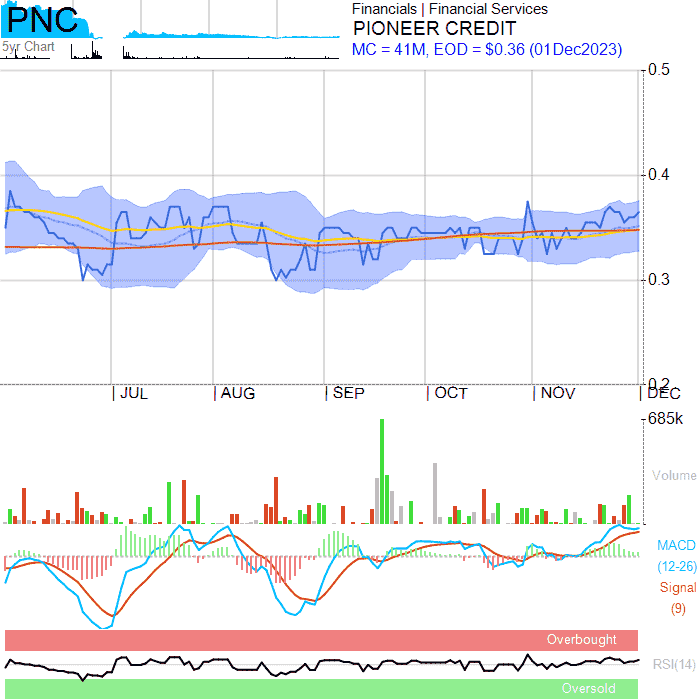 PNC
5yr Chart
Financials | Financial Services
PIONEER CREDIT
MC = 41M, EOD = $0.36 (01Dec2023)
0.5
0.4
0.3
0.2
| JUL | AUG | SEP | OCT | NOV | DEC
685k
Volume
MACD
(12-26)
Signal
(9)
Overbought
RSI(14)
Oversold